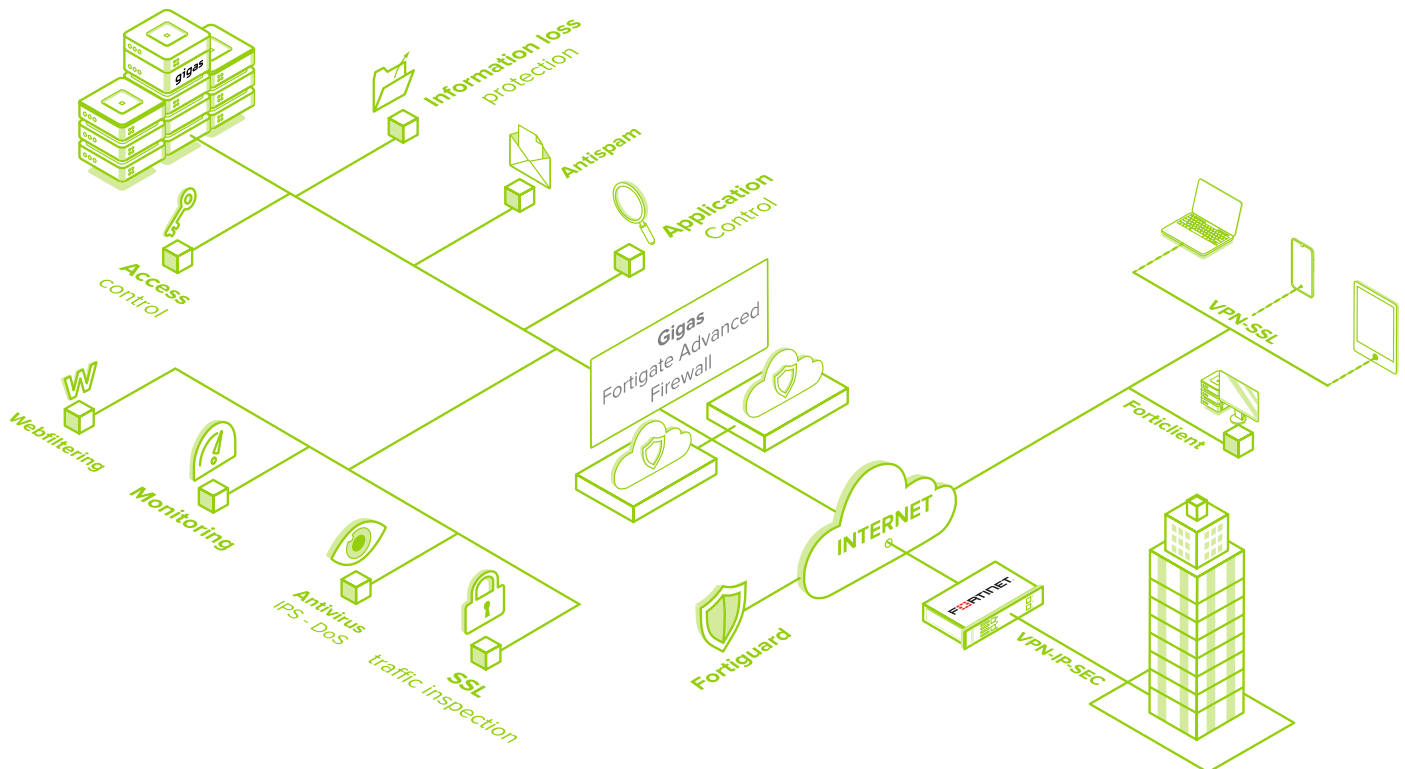 gigas
Information loss
protection
Antispam
Application
Control
Access
control
Gigas
Fortigate Advanced
Firewall
VPN-SSL
Forticlient
Webfiltering
Monitoring
Antivirus
IPS - DoS
SSL
traffic inspection
INTERNET
Fortiguard
FORTINET
VPN-IP-SEC